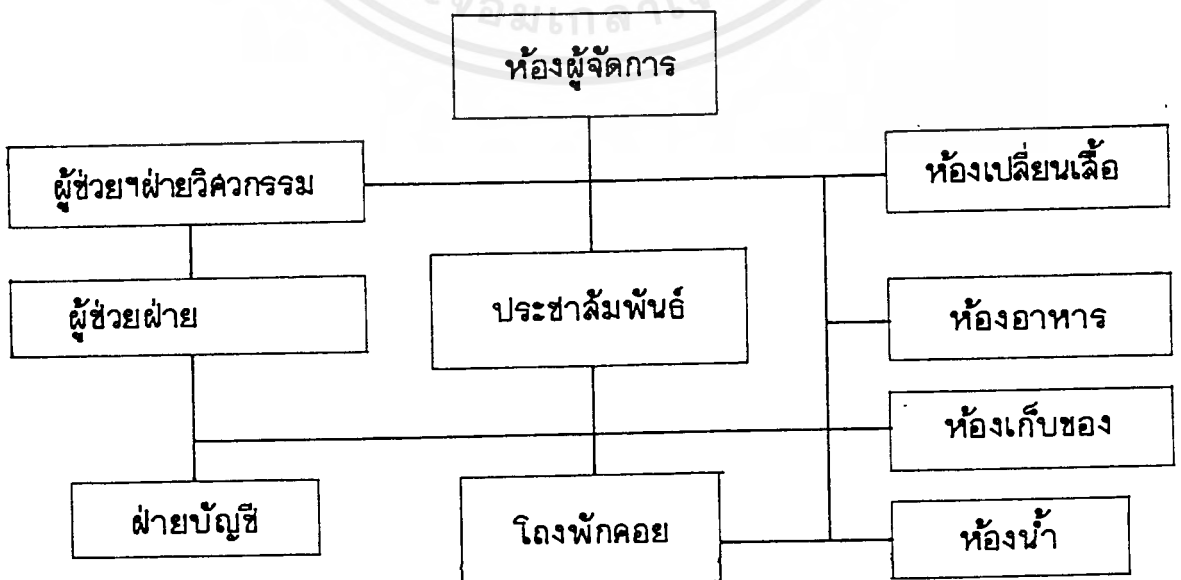 ห้องผู้จัดการ
ผู้ช่วยฯฝ่ายวิศวกรรม
ห้องเปลี่ยนเสื้อ
ผู้ช่วยฝ่าย
ประชาสัมพันธ์
ห้องอาหาร
ห้องเก็บของ
ฝ่ายบัญชี
โถงพักคอย
ห้องน้ำ